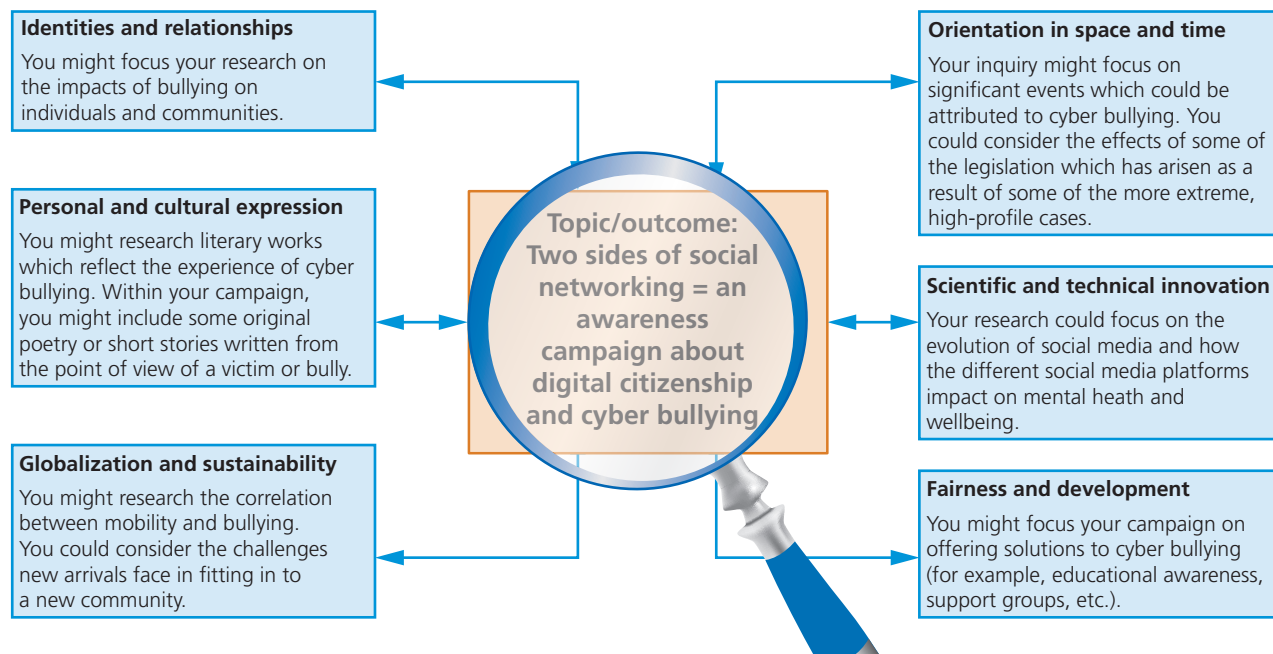 Identities and relationships
You might focus your research on
the impacts of bullying on
individuals and communities.
Personal and cultural expression
You might research literary works
which reflect the experience of cyber
bullying. Within your campaign,
you might include some original
poetry or short stories written from
the point of view of a victim or bully.
Globalization and sustainability
You might research the correlation
between mobility and bullying.
You could consider the challenges
new arrivals face in fitting in to
a new community.
Topic/outcome:
Two sides of social
networking = an
awareness
campaign about
digital citizenship
and cyber bullying
Orientation in space and time
Your inquiry might focus on
significant events which could be
attributed to cyber bullying. You
could consider the effects of some of
the legislation which has arisen as a
result of some of the more extreme,
high-profile cases.
Scientific and technical innovation
Your research could focus on the
evolution of social media and how
the different social media platforms
impact on mental heath and
wellbeing.
Fairness and development
You might focus your campaign on
offering solutions to cyber bullying
(for example, educational awareness,
support groups, etc.).